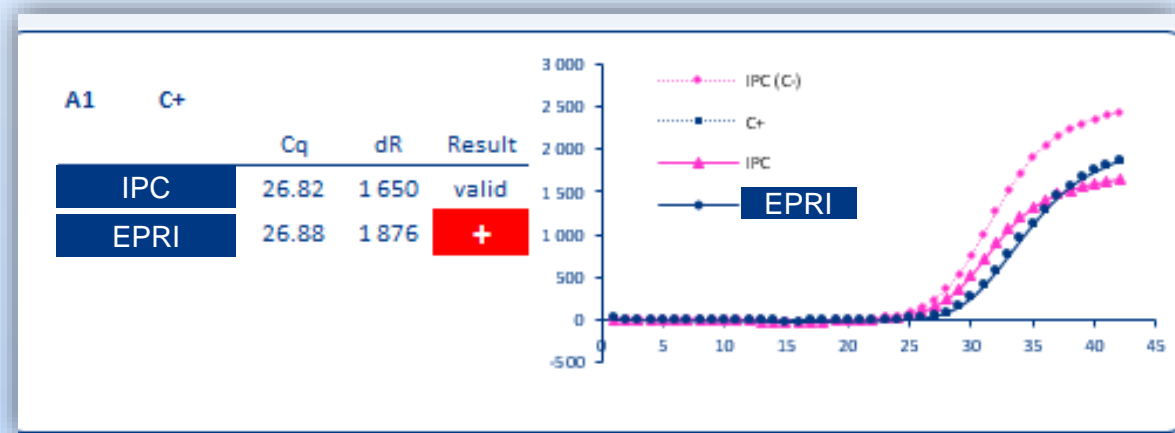 A1 C+
Cq dR Result
IPC 26.82 1 650 valid
EPRI 26.88 1 876 +
3 000
2 500
2 000
1 500
1 000
500
0
-500
IPC (C-)
C+
IPC
EPRI
0 5 10 15 20 25 30 35 40 45